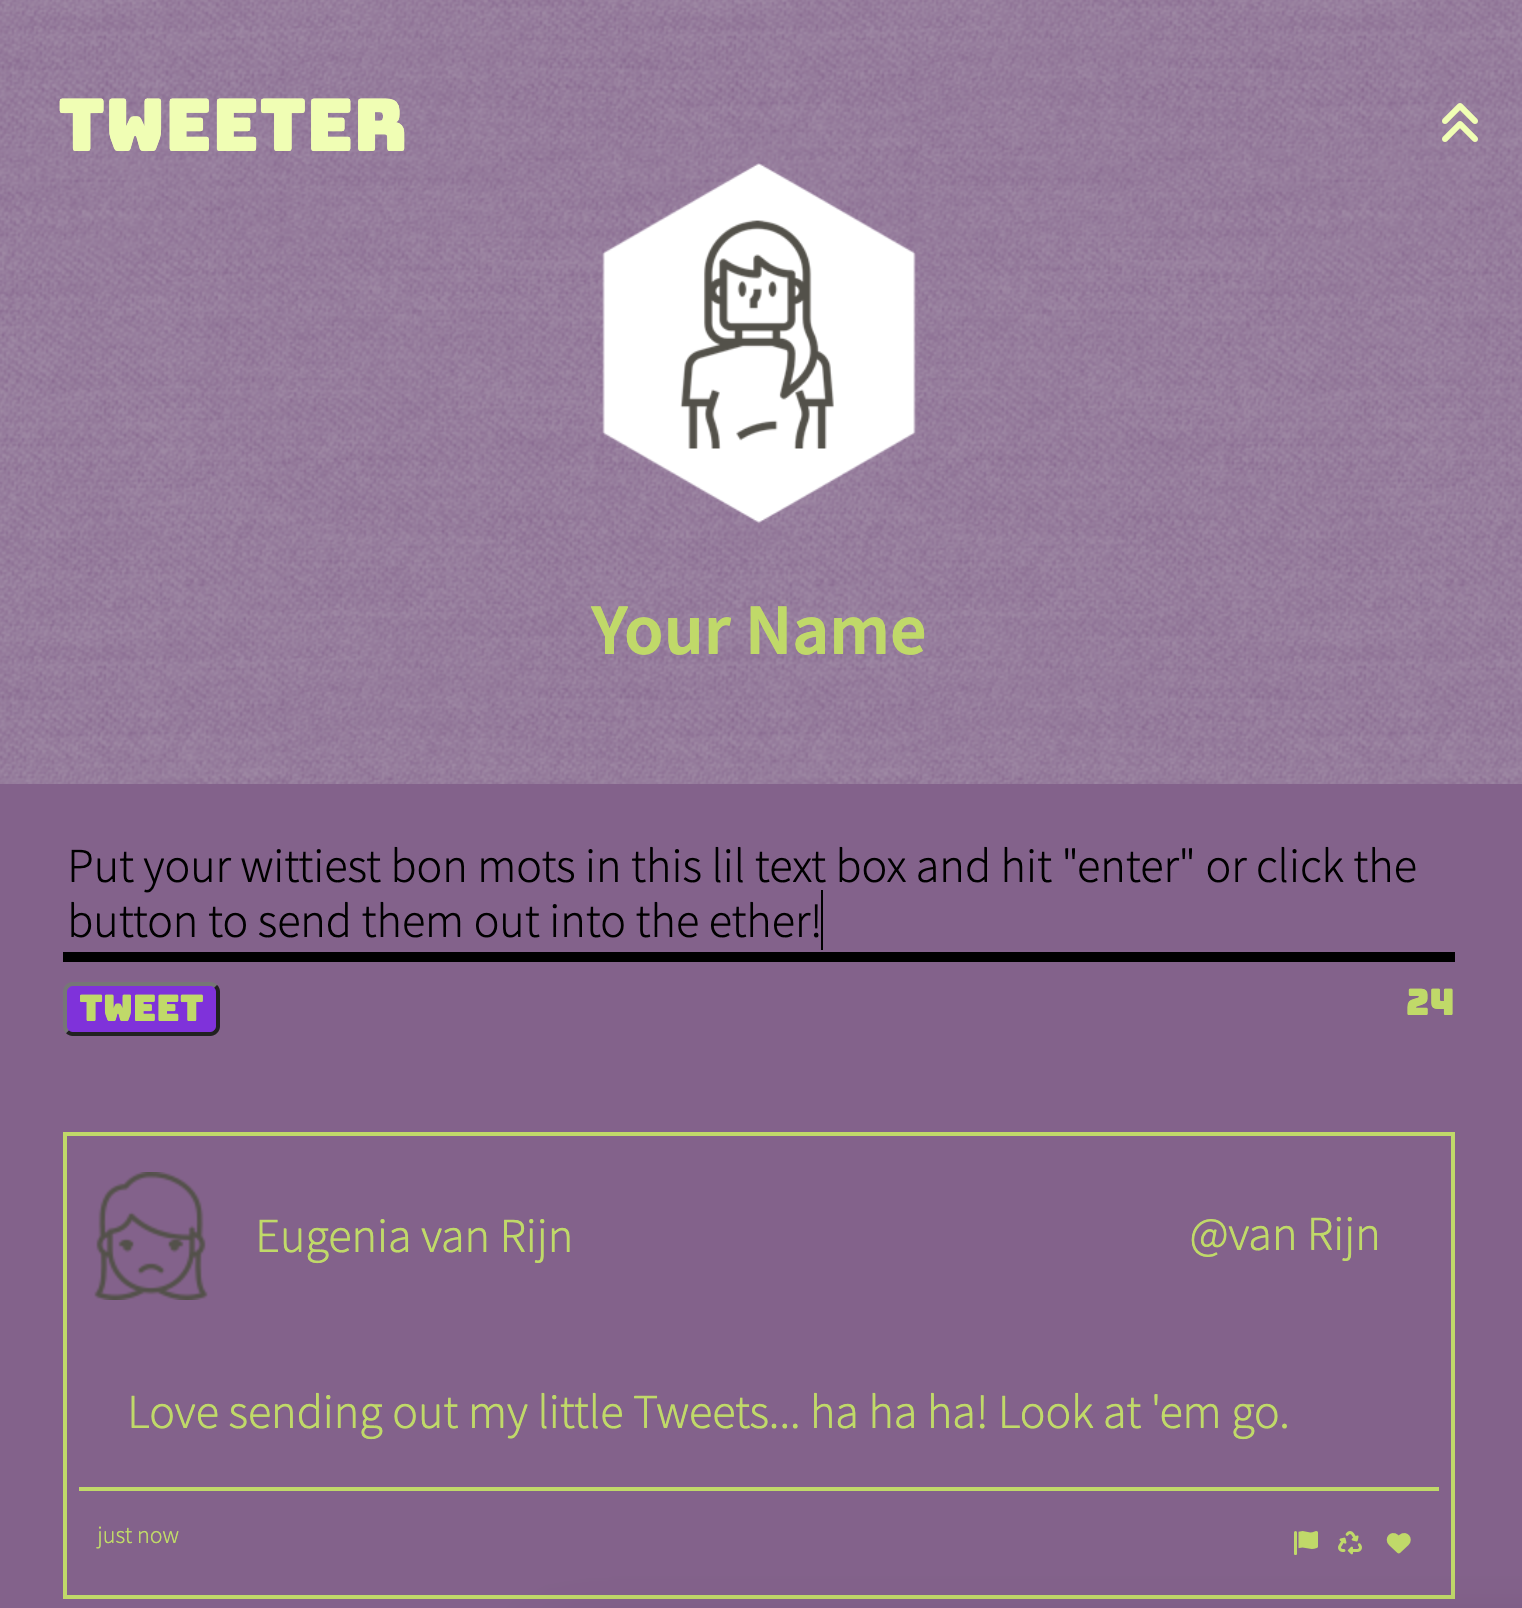 TWEETER
Your Name
Put your wittiest bon mots in this lil text box and hit "enter" or click the
button to send them out into the ether!
TWEET
24
Eugenia van Rijn
@van Rijn
Love sending out my little Tweets... ha ha ha! Look at 'em go.
just now